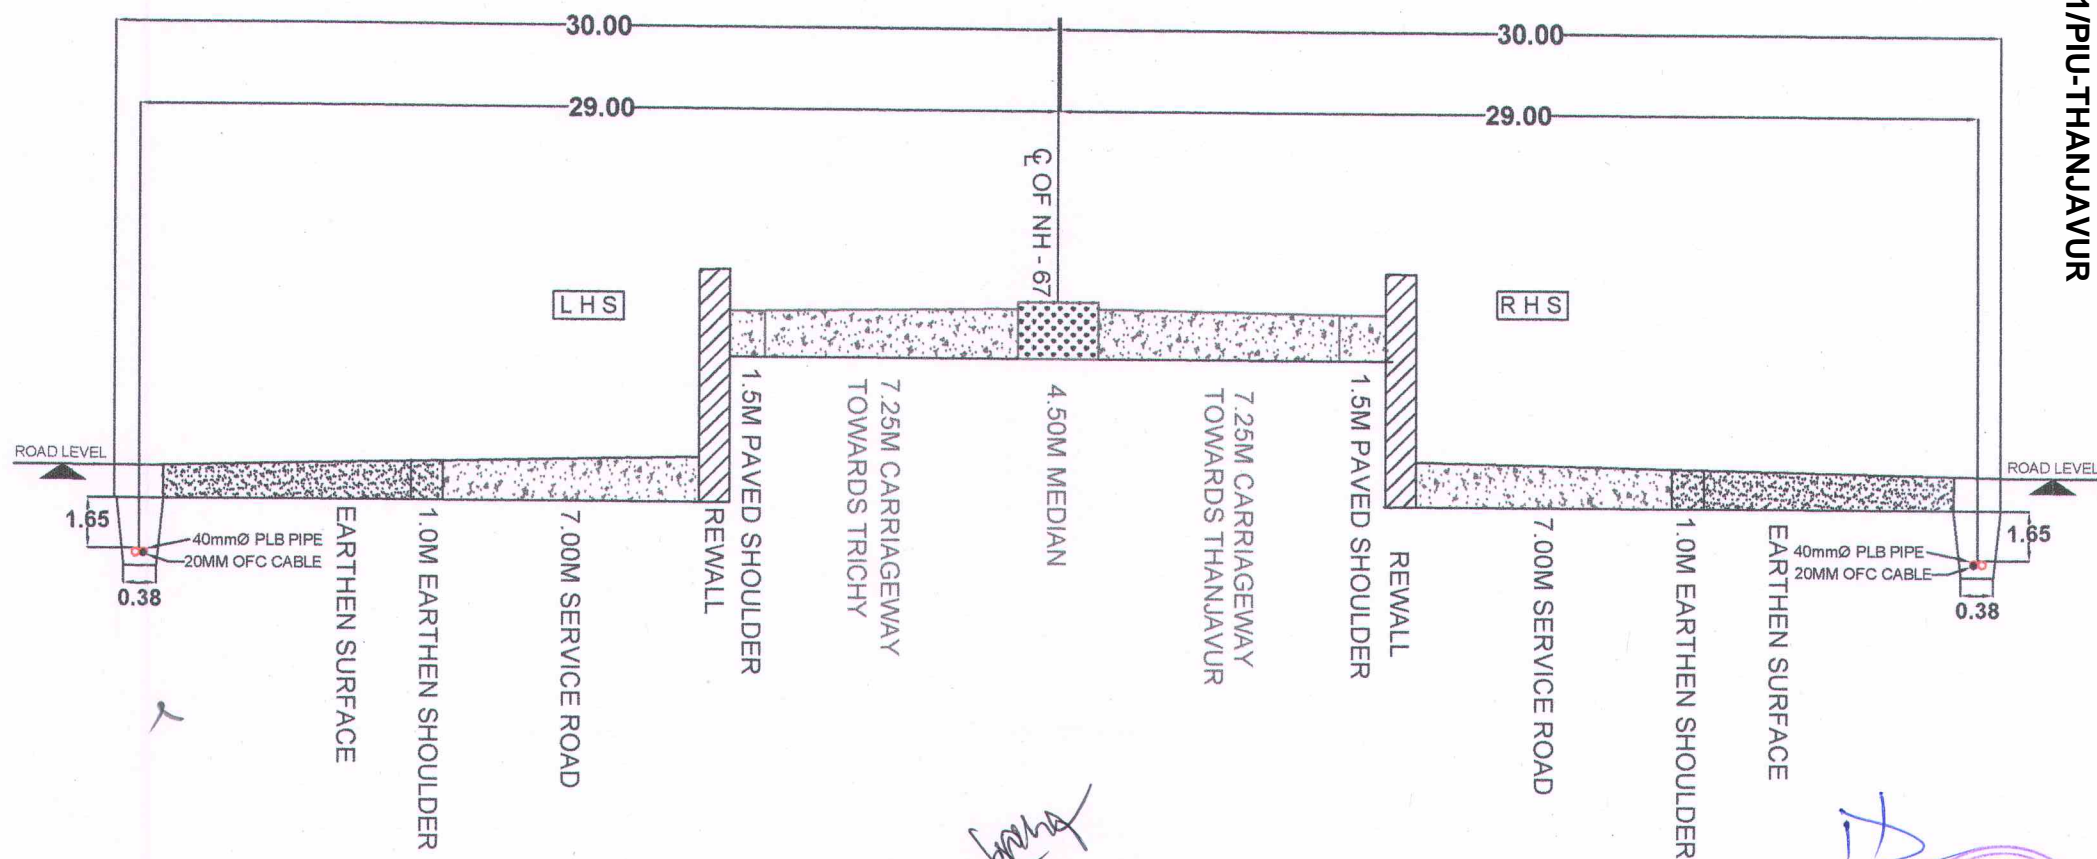 30.00
30.00
29.00
29.00
1/PIU-THANJAVUR
℄ OF NH - 67
LHS
RHS
ROAD LEVEL
ROAD LEVEL
1.65
40mmØ PLB PIPE
20MM OFC CABLE
0.38
EARTHEN SURFACE
1.0M EARTHEN SHOULDER
7.00M SERVICE ROAD
REWALL
1.5M PAVED SHOULDER
7.25M CARRIAGEWAY
TOWARDS TRICHY
4.50M MEDIAN
7.25M CARRIAGEWAY
TOWARDS THANJAVUR
1.5M PAVED SHOULDER
REWALL
7.00M SERVICE ROAD
1.0M EARTHEN SHOULDER
EARTHEN SURFACE
40mmØ PLB PIPE
20MM OFC CABLE
1.65
0.38